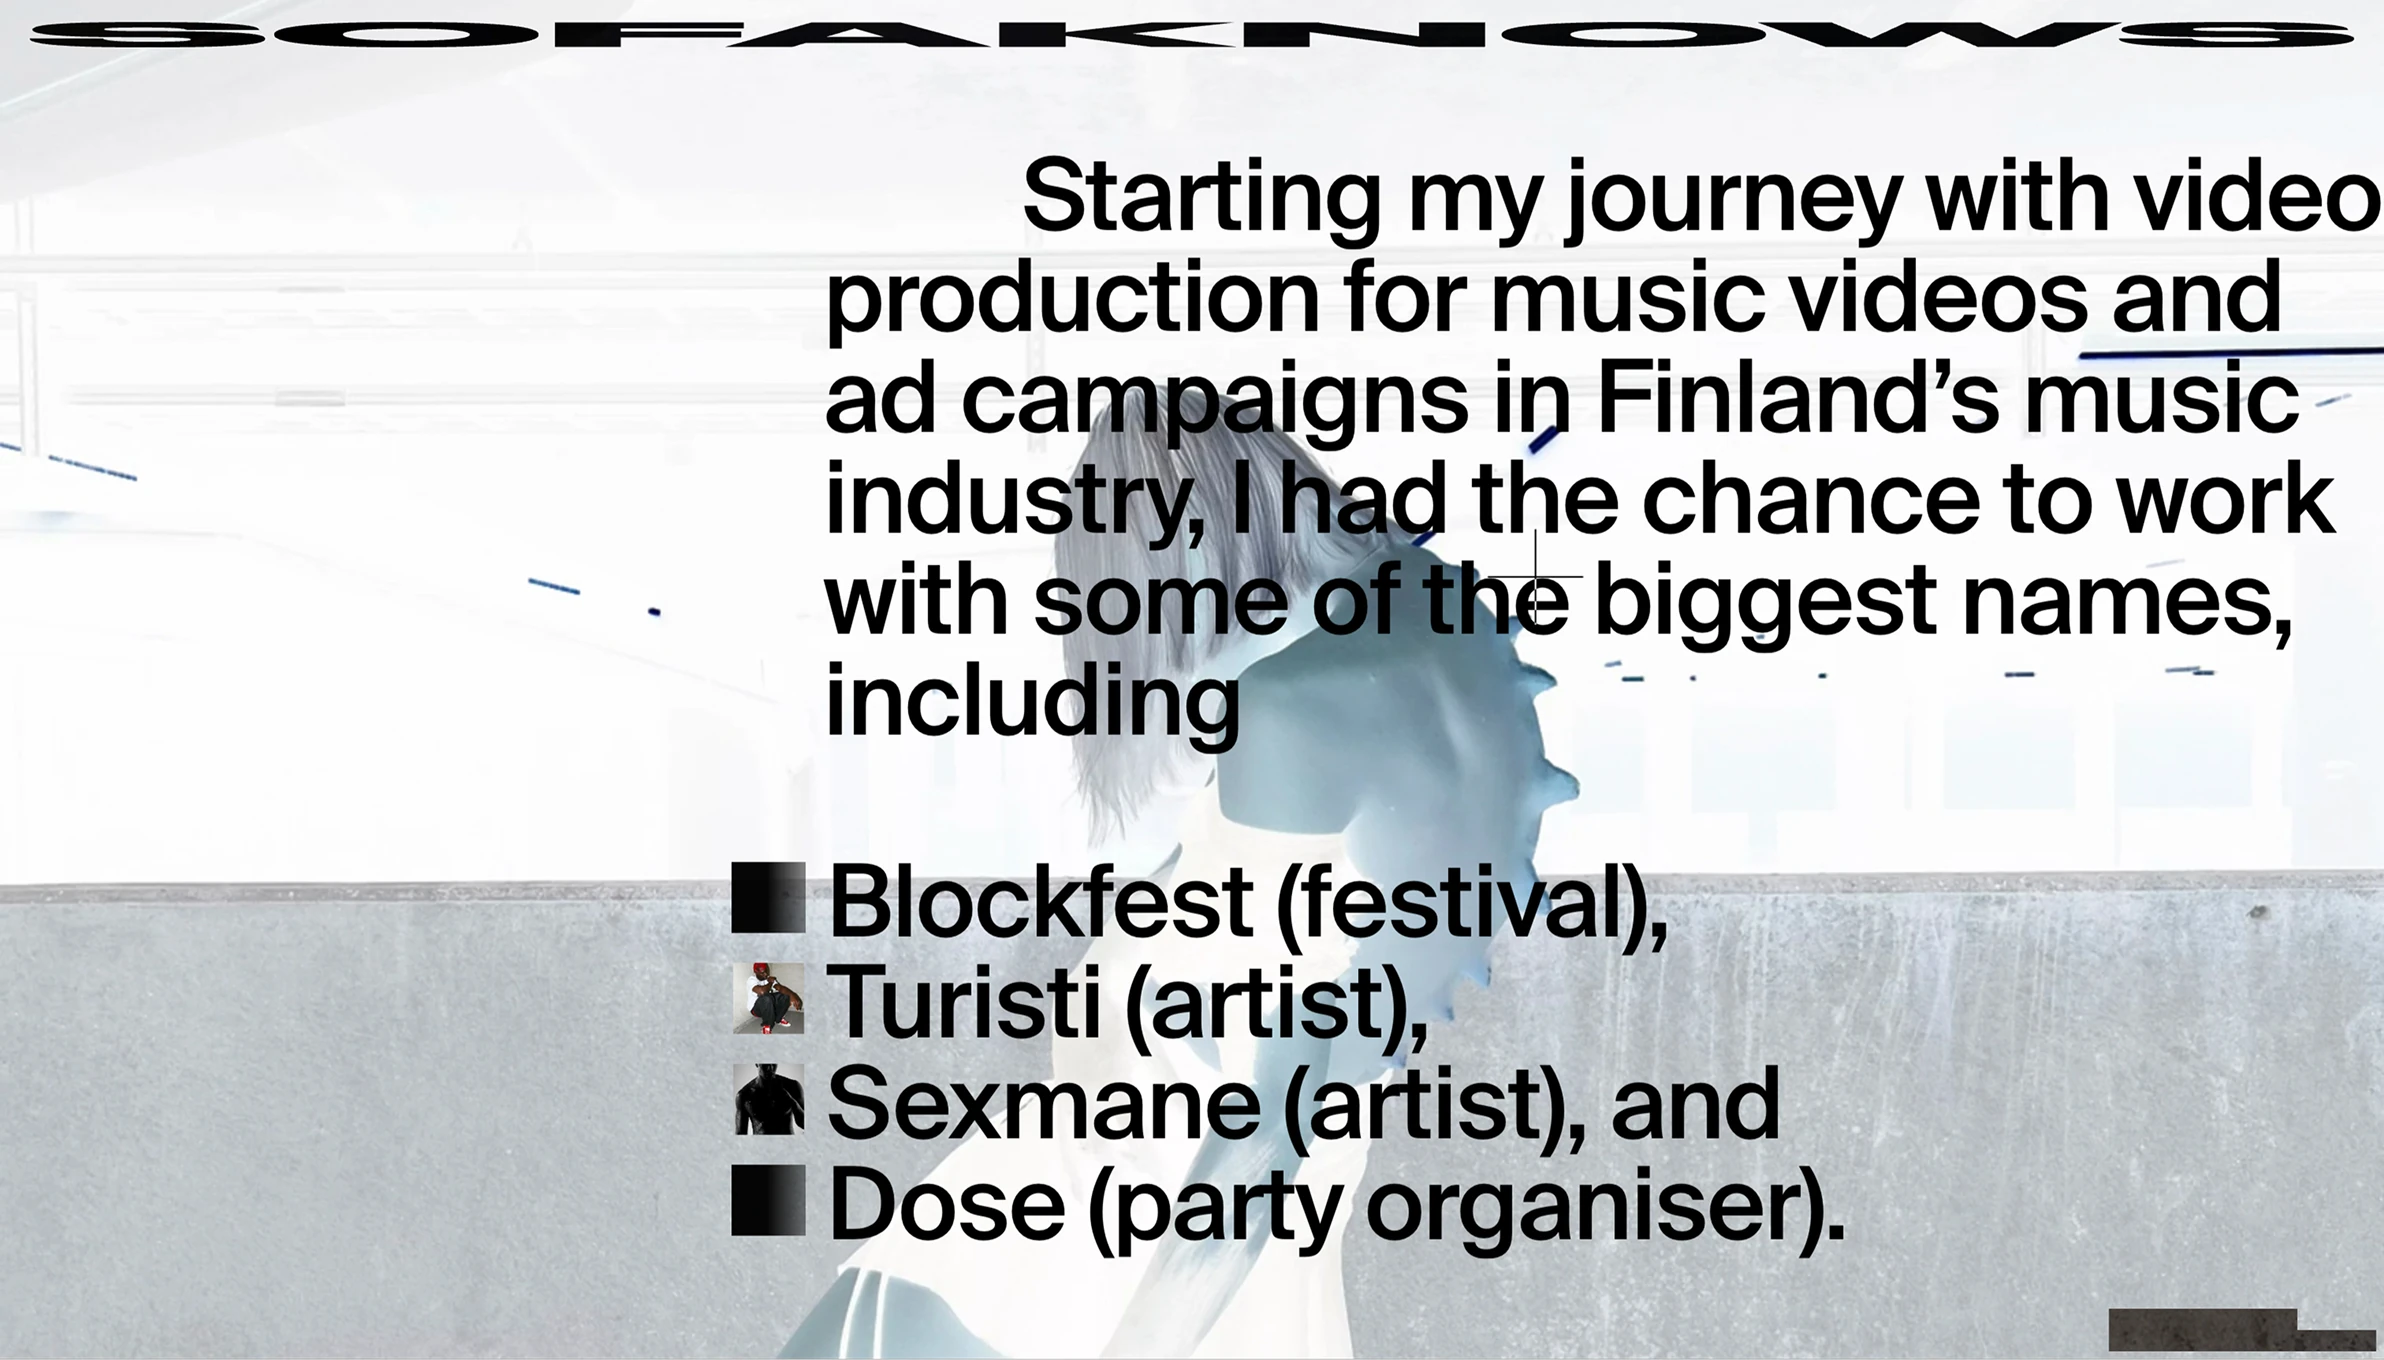 SOFAKNOWS
Starting my journey with video
production for music videos and
ad campaigns in Finland’s music
industry, I had the chance to work
with some of the biggest names,
including
Blockfest (festival),
Turisti (artist),
Sexmane (artist), and
Dose (party organiser).